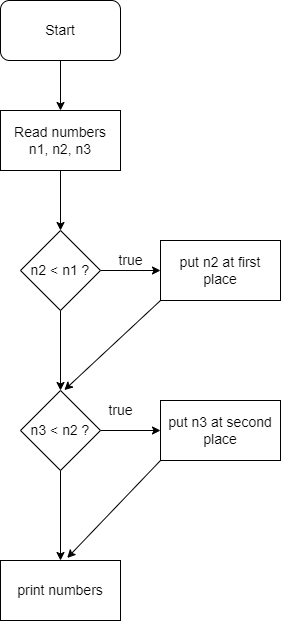 Start
Read numbers
n1, n2, n3
n2 < n1 ?
true
put n2 at first
place
n3 < n2 ?
true
put n3 at second
place
print numbers